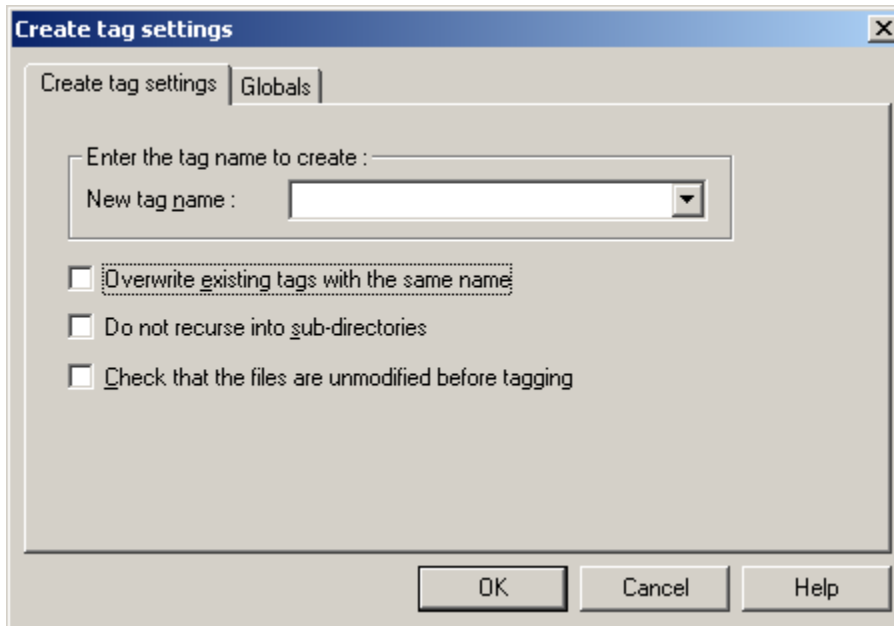 Create tag settings
Create tag settings Globals
Enter the tag name to create :
New tag name :
Overwrite existing tags with the same name
Do not recurse into sub-directories
Check that the files are unmodified before tagging
OK Cancel Help